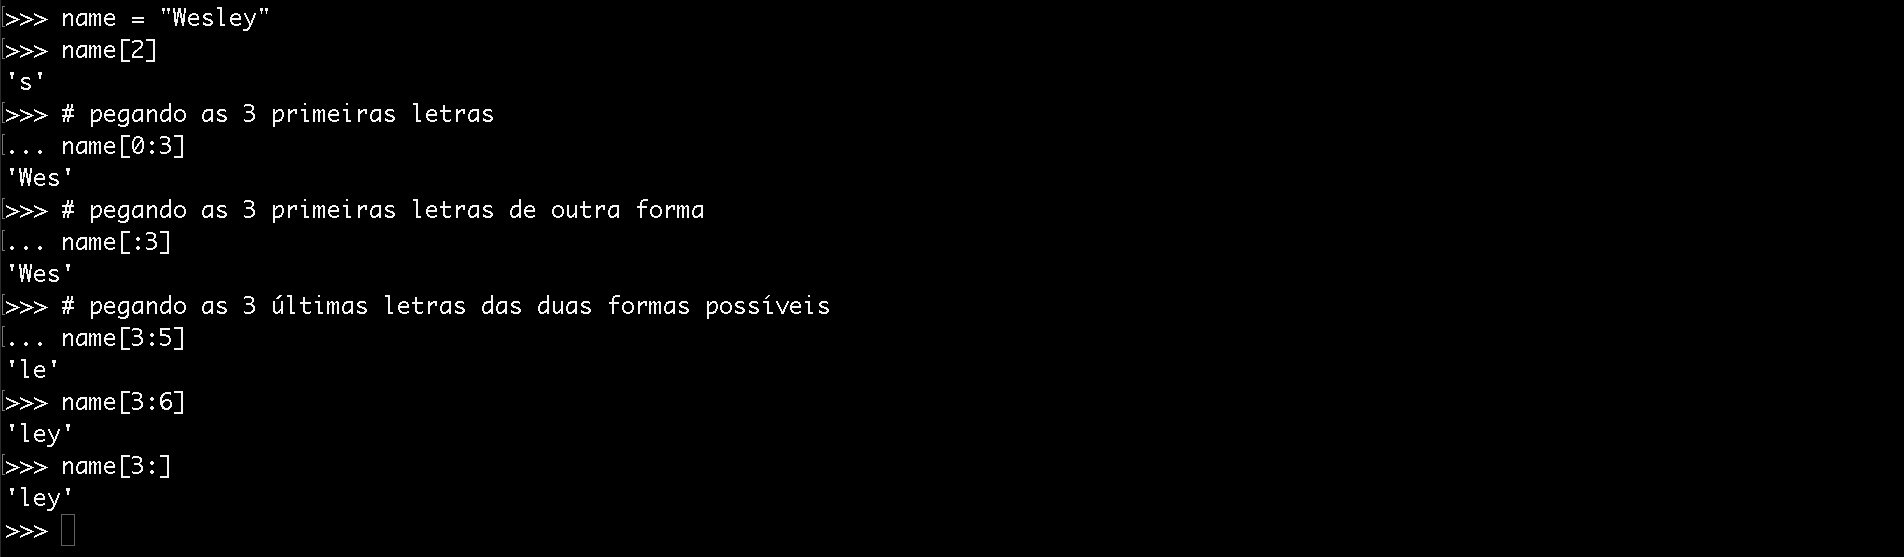 >>> name = "Wesley"
>>> name[2]
's'
>>> # pegando as 3 primeiras letras
... name[0:3]
'Wes'
>>> # pegando as 3 primeiras letras de outra forma
... name[:3]
'Wes'
>>> # pegando as 3 últimas letras das duas formas possíveis
... name[3:5]
'le'
>>> name[3:6]
'ley'
>>> name[3:]
'ley'
>>>